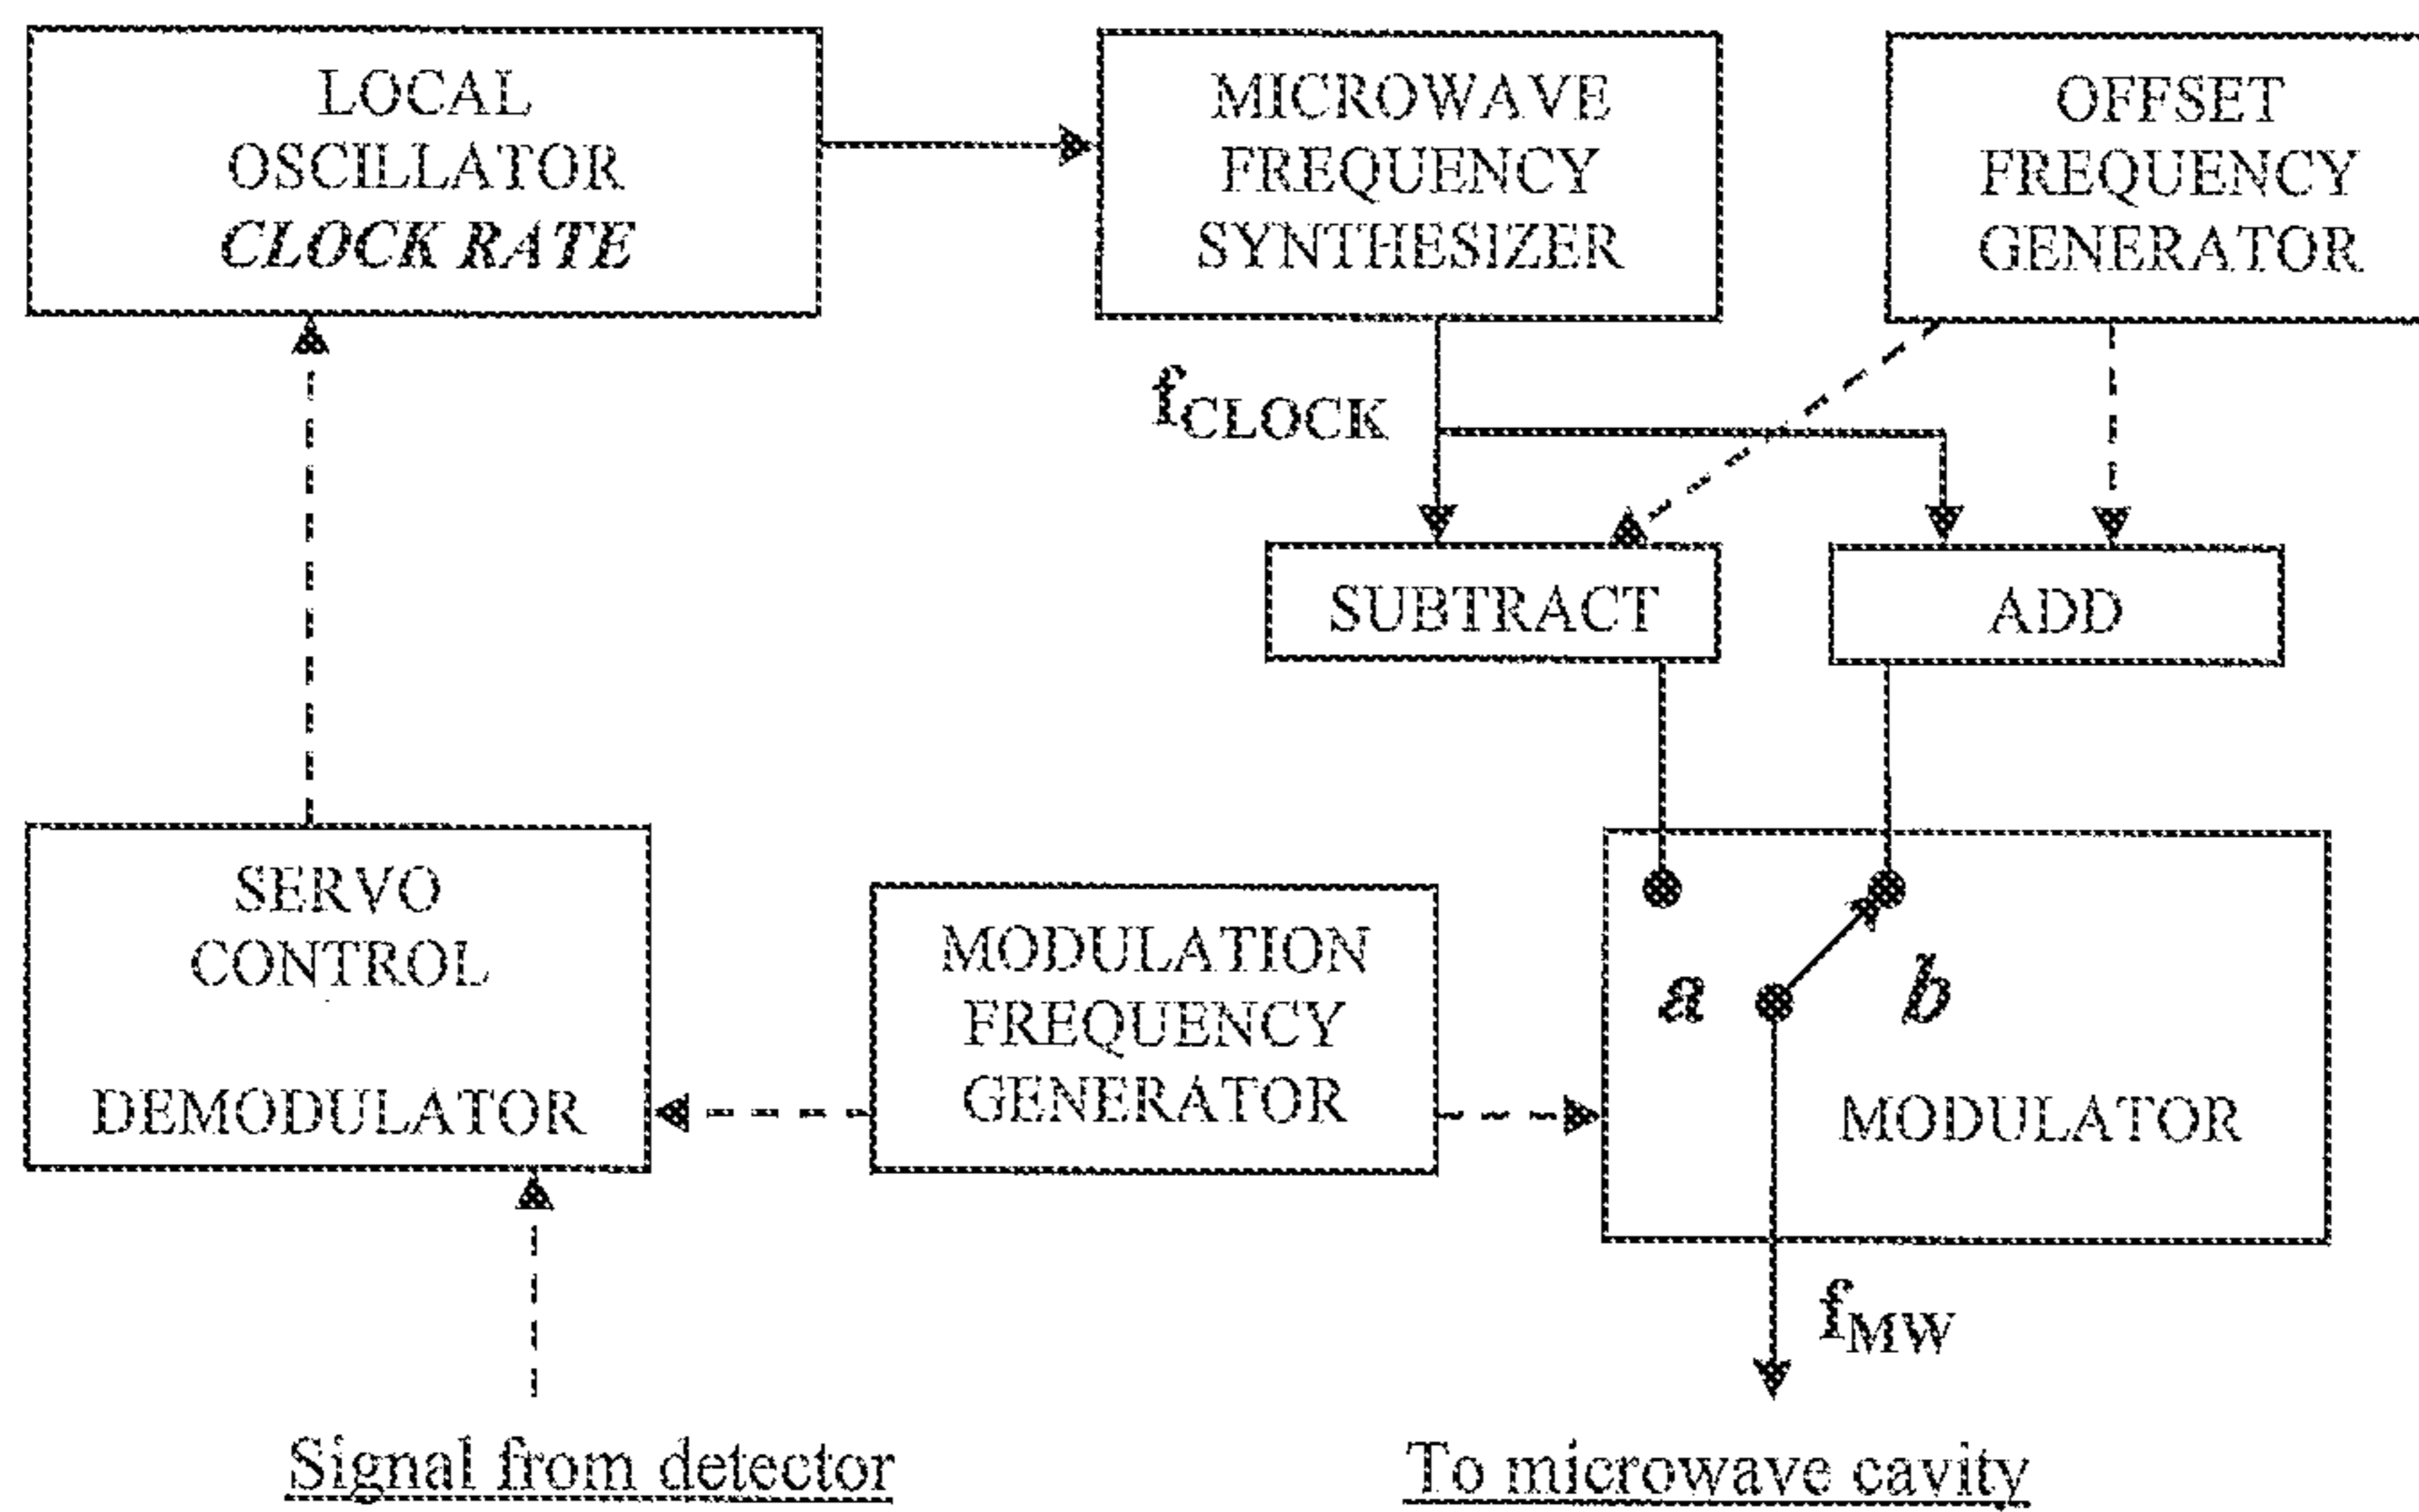 LOCAL
OSCILLATOR
CLOCK RATE
MICROWAVE
FREQUENCY
SYNTHESIZER
OFFSET
FREQUENCY
GENERATOR
fCLOCK
SUBTRACT
ADD
SERVO
CONTROL
DEMODULATOR
MODULATION
FREQUENCY
GENERATOR
a
b
MODULATOR
fMW
Signal from detector
To microwave cavity